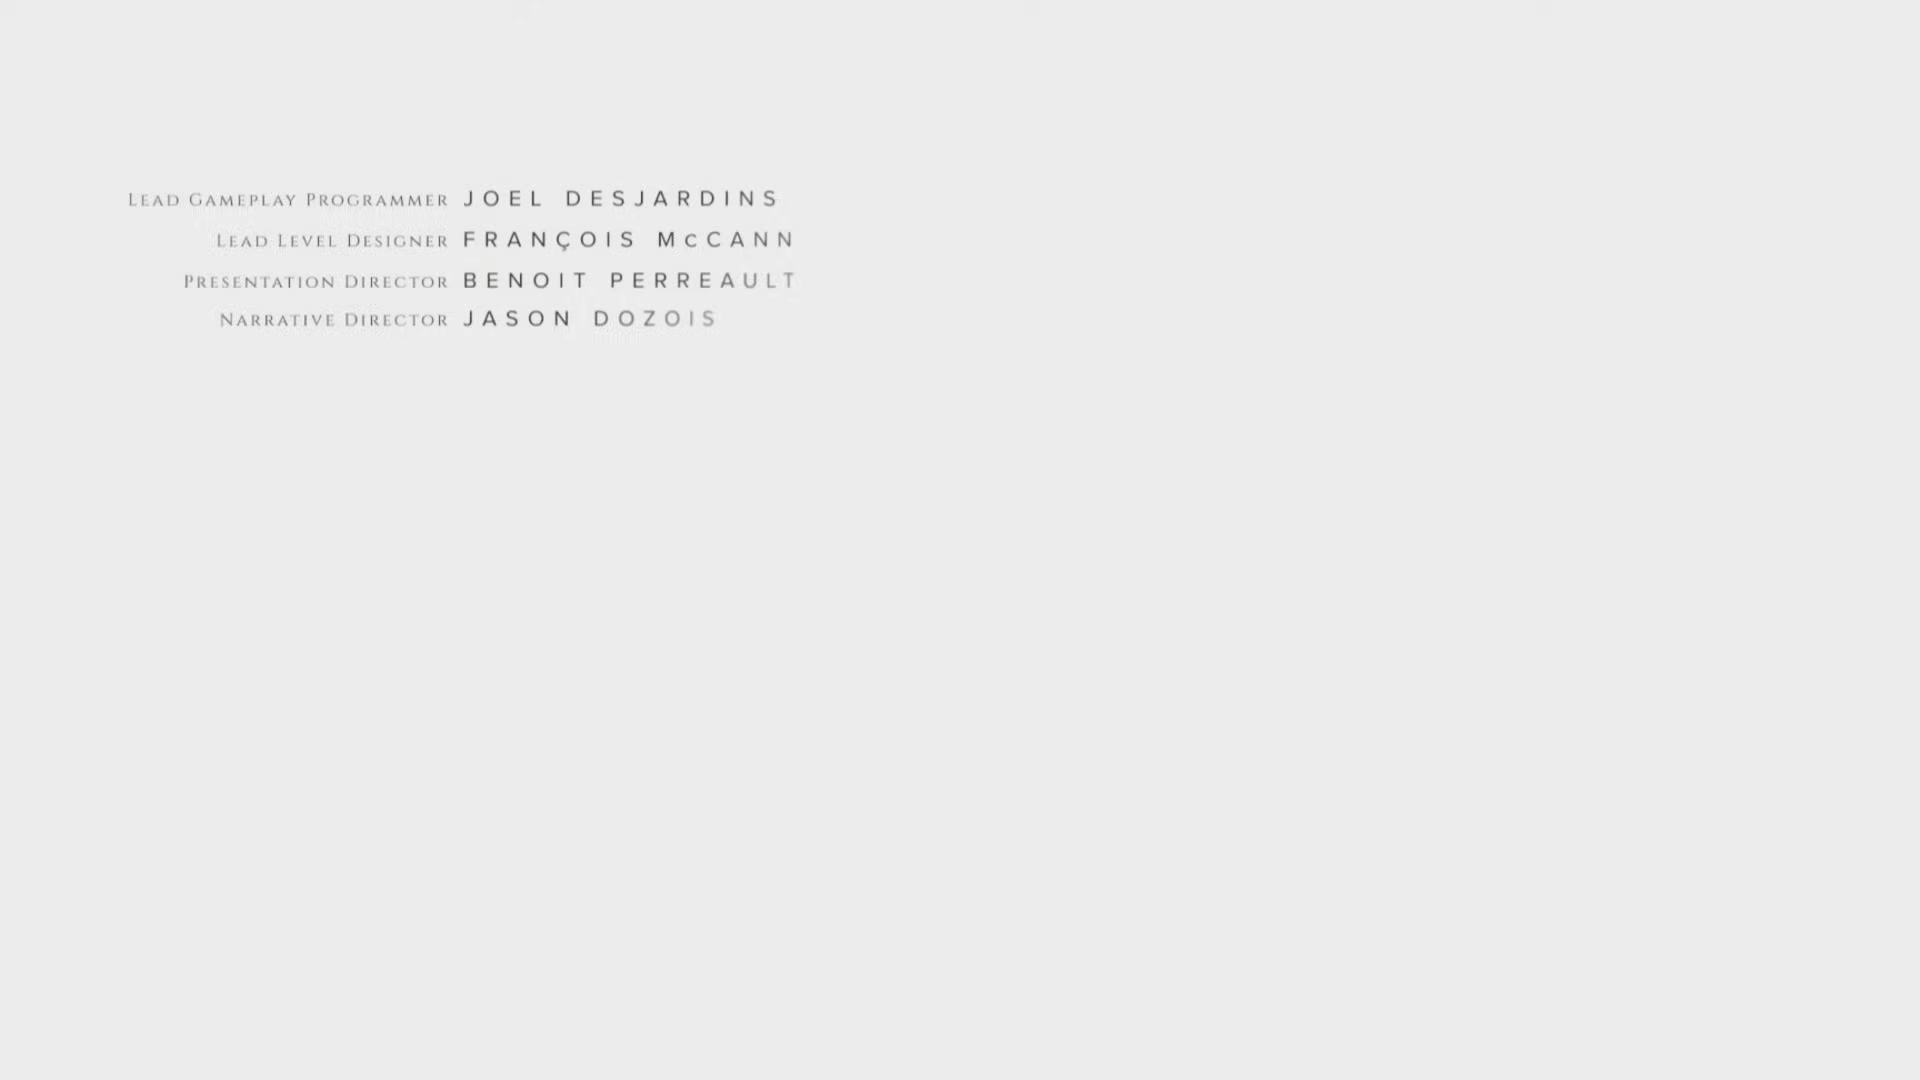 Lead Gameplay Programmer JOEL DESJARDINS
Lead Level Designer FRANÇOIS McCANN
Presentation Director BENOIT PERREAULT
Narrative Director JASON DOZOIS